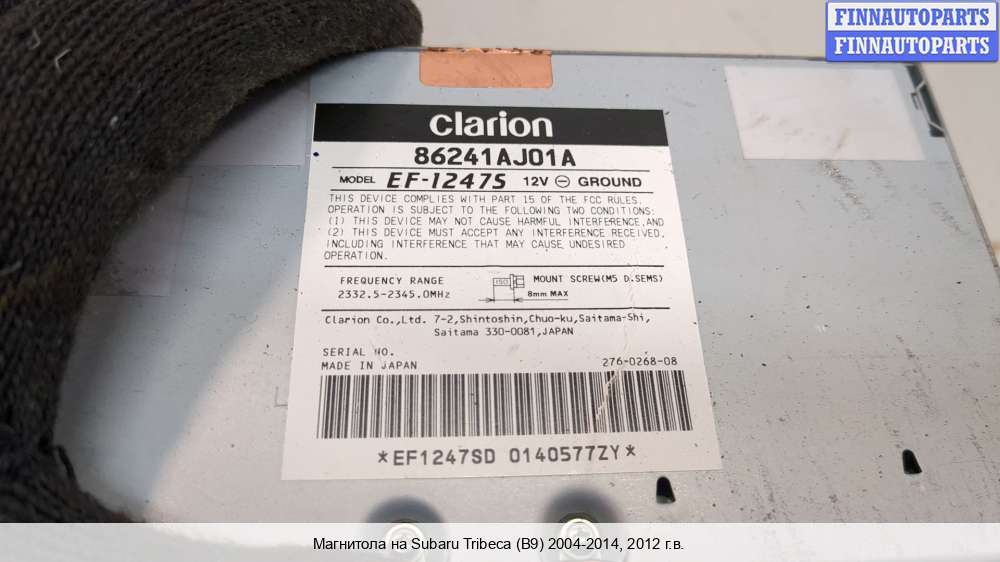 FINNAUTOPARTS
FINNAUTOPARTS
clarion
86241AJ01A
MODEL EF-1247S 12V ⊖ GROUND
THIS DEVICE COMPLIES WITH PART 15 OF THE FCC RULES.
OPERATION IS SUBJECT TO THE FOLLOWING TWO CONDITIONS:
(1) THIS DEVICE MAY NOT CAUSE HARMFUL INTERFERENCE,AND
(2) THIS DEVICE MUST ACCEPT ANY INTERFERENCE RECEIVED,
INCLUDING INTERFERENCE THAT MAY CAUSE UNDESIRED
OPERATION.
FREQUENCY RANGE
2332.5-2345.0MHz
ISO MOUNT SCREW(M5 D.SEMS)
8mm MAX
Clarion Co.,Ltd. 7-2,Shintoshin,Chuo-ku,Saitama-Shi,
Saitama 330-0081,JAPAN
SERIAL NO.
MADE IN JAPAN 276-0268-08
*EF1247SD 0140577ZY*
Магнитола на Subaru Tribeca (B9) 2004-2014, 2012 г.в.